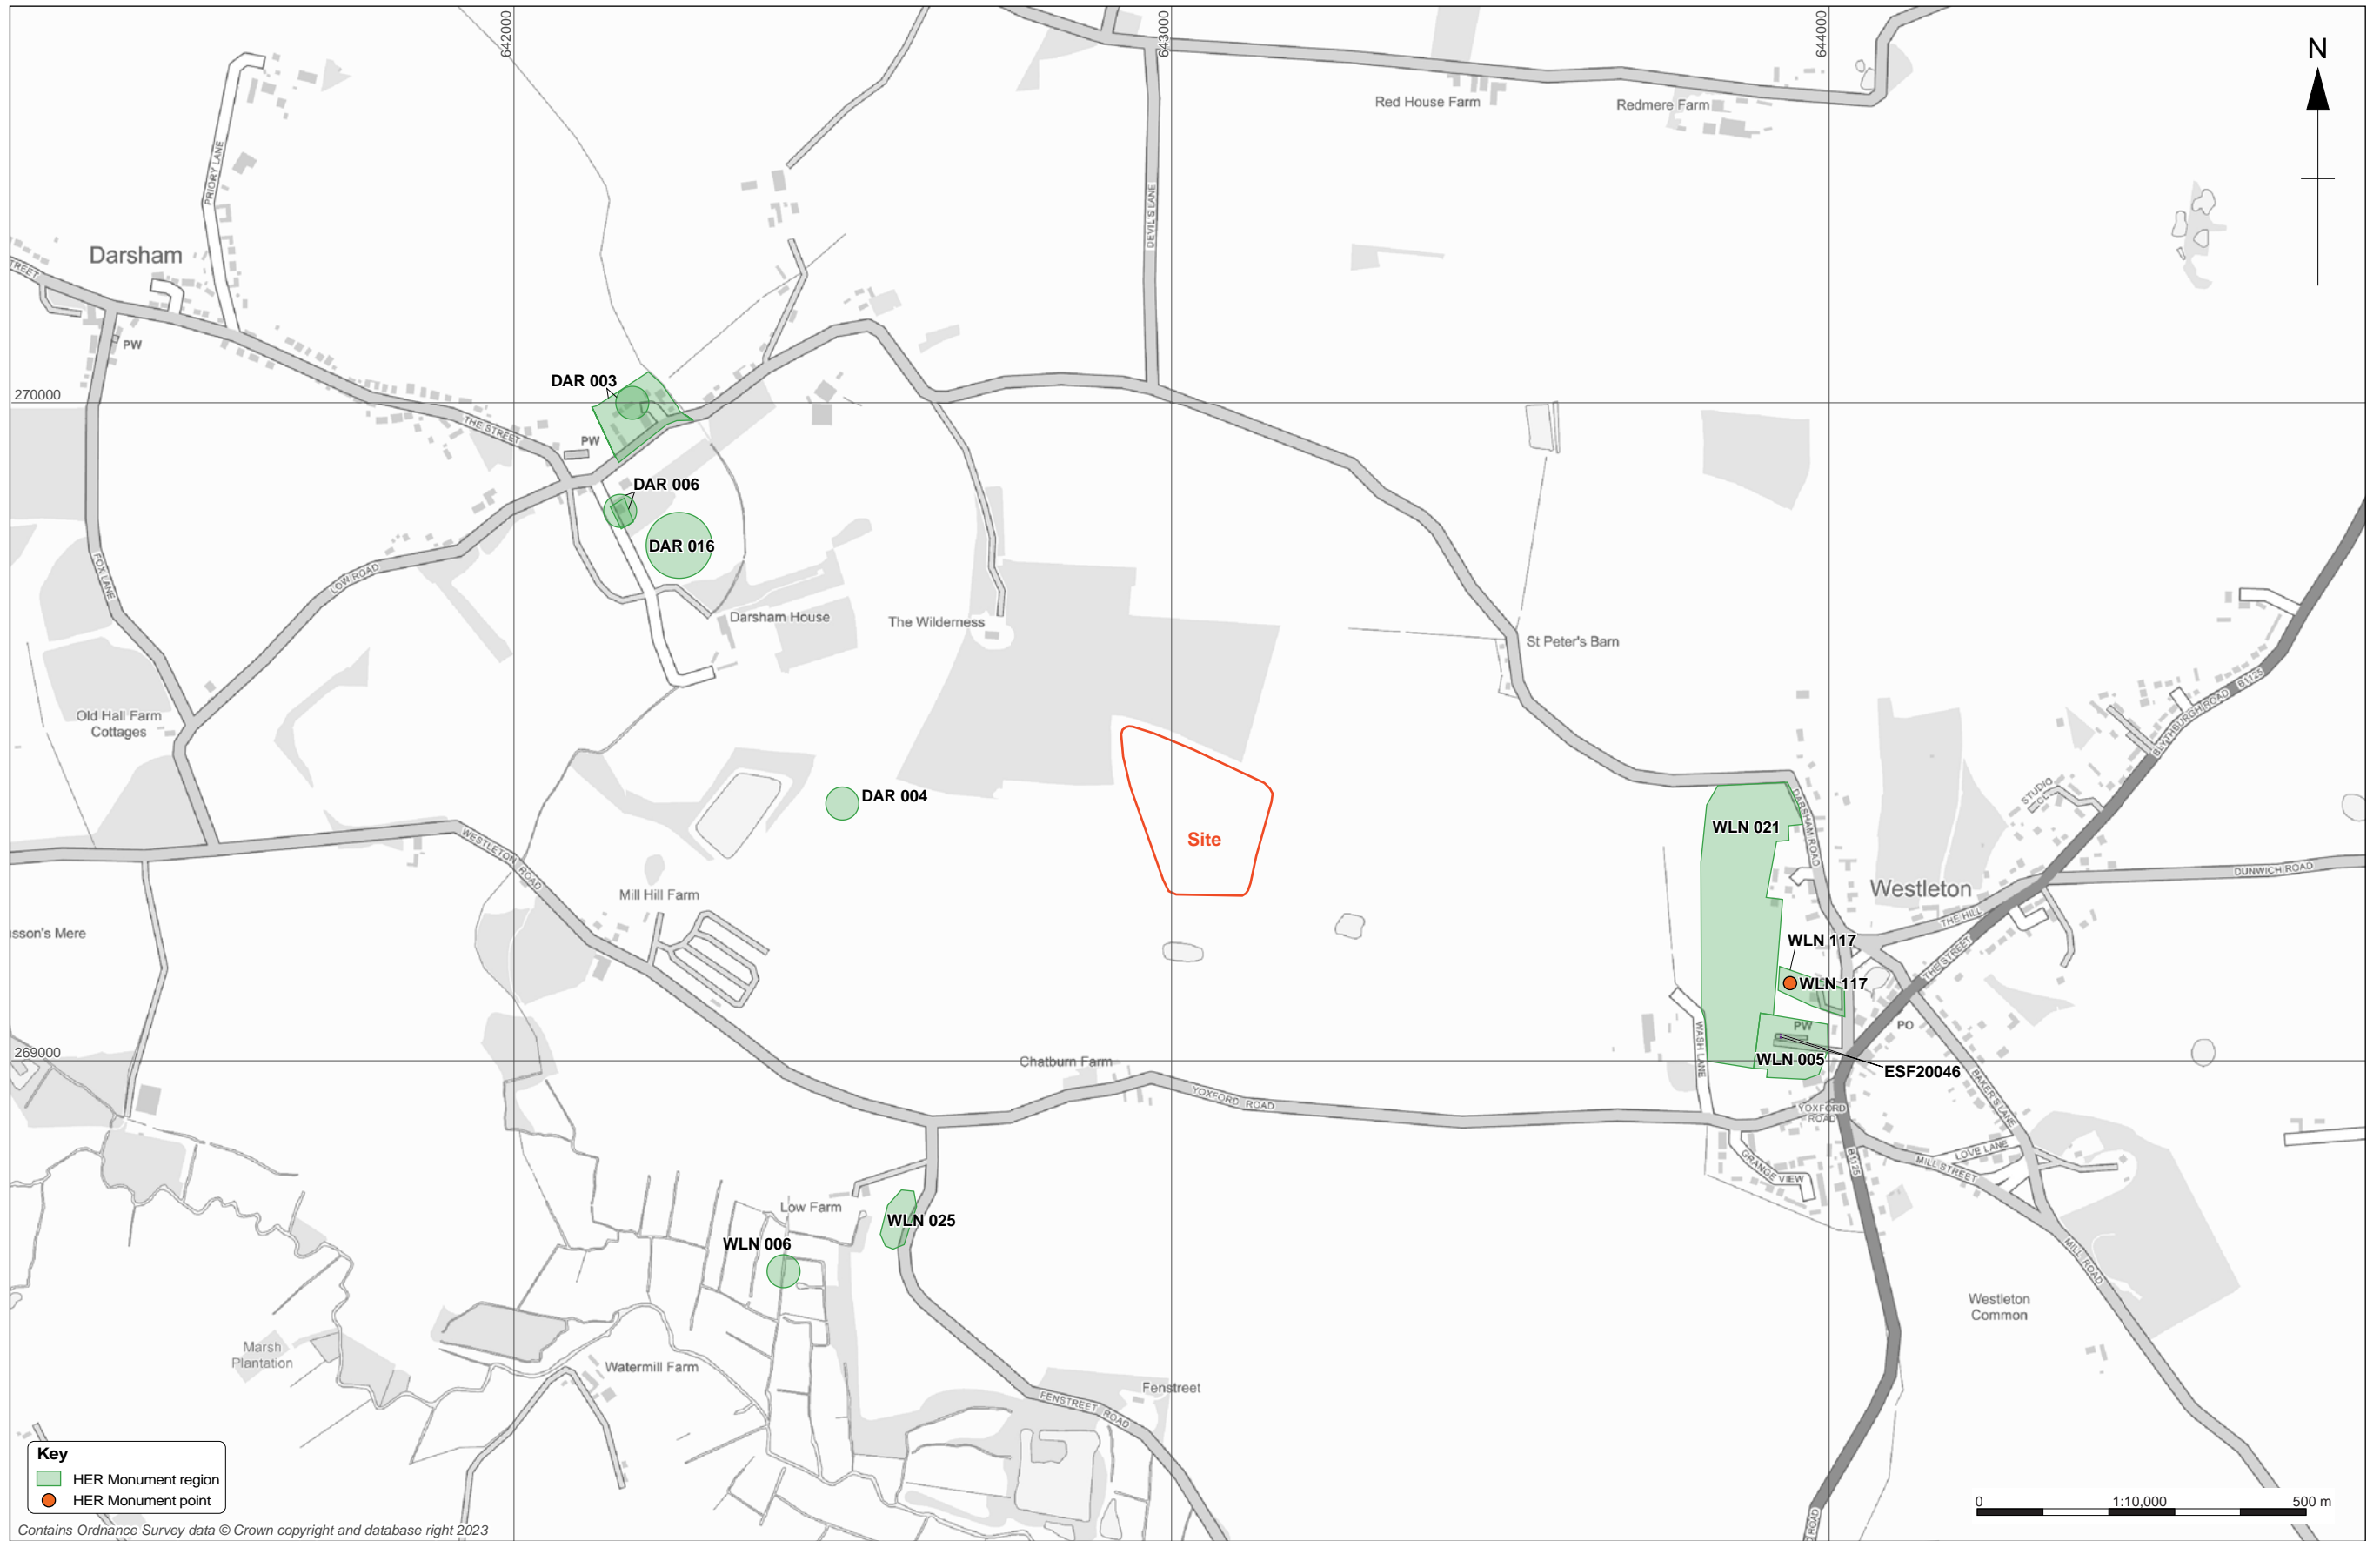 642000
643000
644000
N
Red House Farm
Redmere Farm
PRIORY LANE
DEVIL'S LANE
Darsham
TREET
PW
DAR 003
270000
THE STREET
PW
DAR 006
DAR 016
FOX LANE
LOW ROAD
Darsham House
The Wilderness
St Peter's Barn
Old Hall Farm
Cottages
BLYTHBURGH ROAD
B1125
DAR 004
STUDIO
CL
DARSHAM ROAD
WLN 021
WESTLETON ROAD
Site
DUNWICH ROAD
Mill Hill Farm
Westleton
THE HILL
sson's Mere
WLN 117
THE STREET
WLN 117
PW
PO
WASH LANE
269000
Chatburn Farm
WLN 005
ESF20046
BAKER'S LANE
YOXFORD ROAD
YOXFORD
ROAD
LOVE LANE
MILL STREET
B1125
GRANGE VIEW
Low Farm
WLN 025
WLN 006
MILL ROAD
Westleton
Common
Marsh
Plantation
Watermill Farm
Fenstreet
FENSTREET ROAD
Key
HER Monument region
HER Monument point
0 1:10,000 500 m
ROAD
Contains Ordnance Survey data © Crown copyright and database right 2023